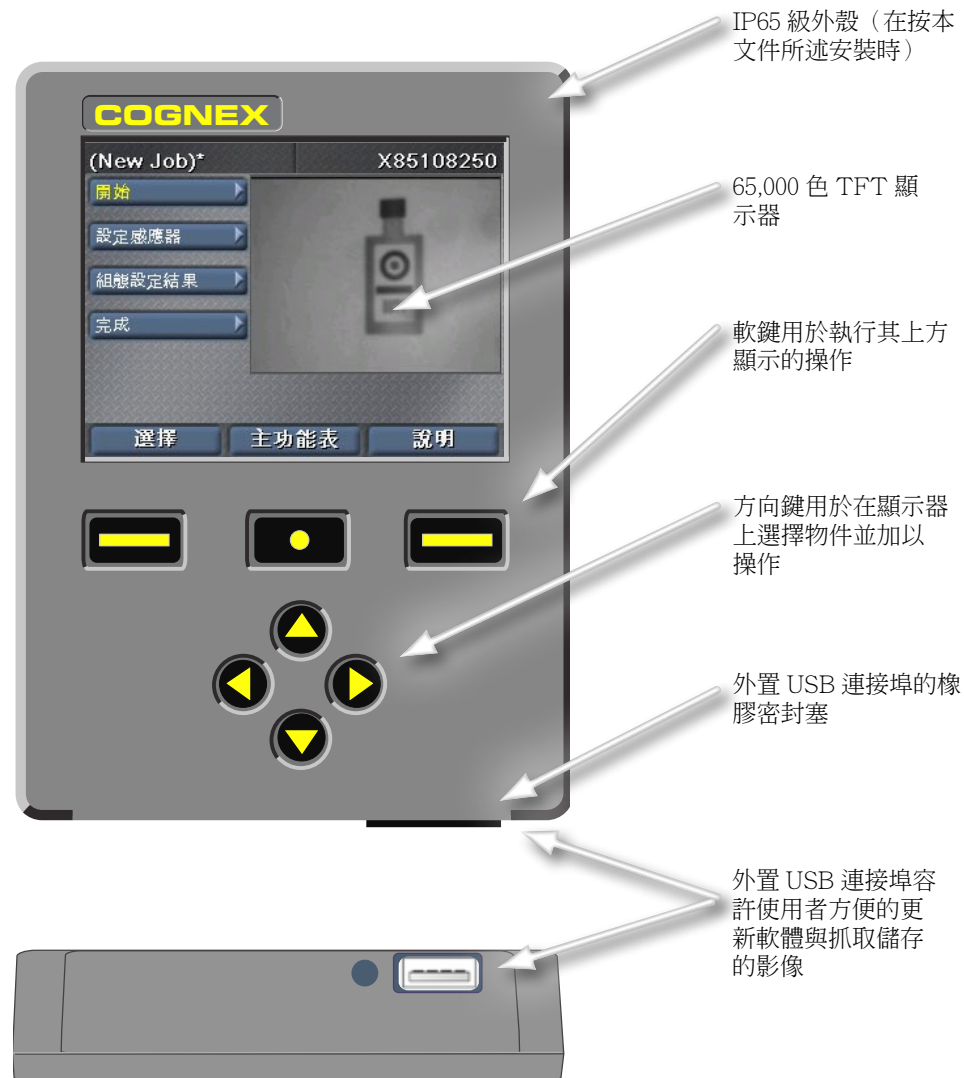 IP65 級外殼（在按本
文件所述安裝時）
COGNEX
(New Job)*
X85108250
開始
設定感應器
組態設定結果
完成
選擇
主功能表
說明
65,000 色 TFT 顯
示器
軟鍵用於執行其上方
顯示的操作
方向鍵用於在顯示器
上選擇物件並加以
操作
外置 USB 連接埠的橡
膠密封塞
外置 USB 連接埠容
許使用者方便的更
新軟體與抓取儲存
的影像